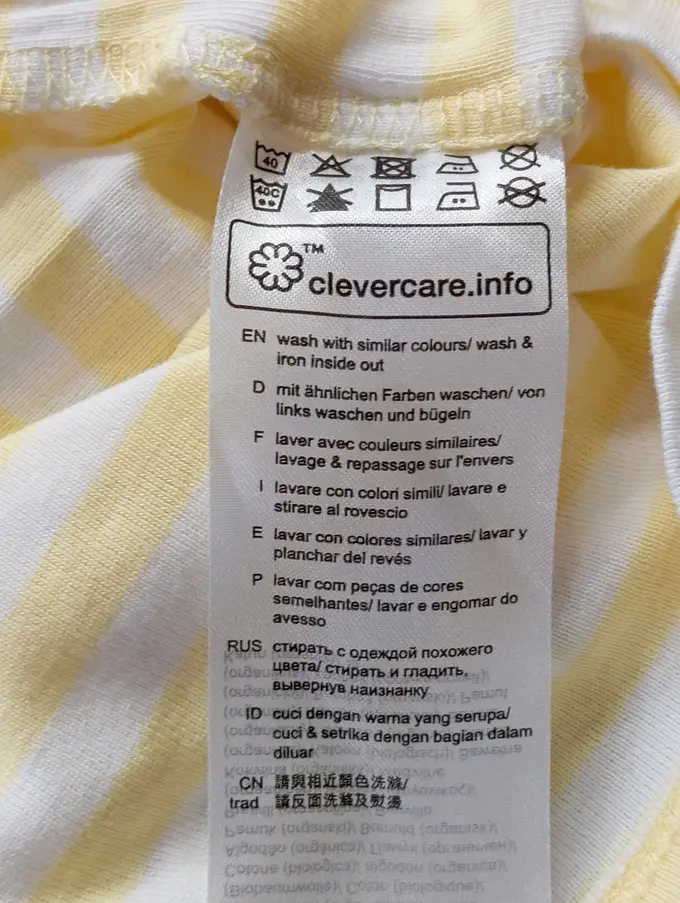 40
40C
™
clevercare.info
EN wash with similar colours/ wash &
iron inside out
D mit ähnlichen Farben waschen/ von
links waschen und bügeln
F laver avec couleurs similaires/
lavage & repassage sur l'envers
I lavare con colori simili/ lavare e
stirare al rovescio
E lavar con colores similares/ lavar y
planchar del revés
P lavar com peças de cores
semelhantes/ lavar e engomar do
avesso
RUS стирать с одеждой похожего
цвета/ стирать и гладить,
вывернув наизнанку
ID cuci dengan warna yang serupa/
cuci & setrika dengan bagian dalam
diluar
CN 請與相近顏色洗滌/
trad 請反面洗滌及熨燙